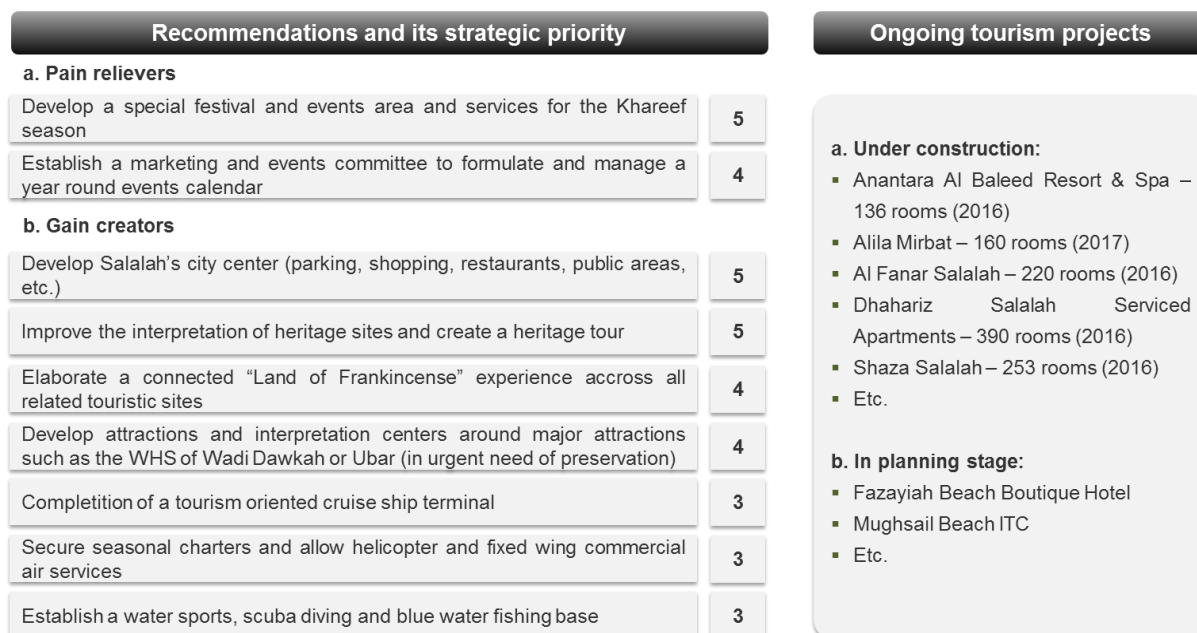 Recommendations and its strategic priority
a. Pain relievers
Develop a special festival and events area and services for the Khareef
season
5
Establish a marketing and events committee to formulate and manage a
year round events calendar
4
b. Gain creators
Develop Salalah's city center (parking, shopping, restaurants, public areas,
etc.)
5
Improve the interpretation of heritage sites and create a heritage tour
5
Elaborate a connected “Land of Frankincense” experience accross all
related touristic sites
4
Develop attractions and interpretation centers around major attractions
such as the WHS of Wadi Dawkah or Ubar (in urgent need of preservation)
4
Completition of a tourism oriented cruise ship terminal
3
Secure seasonal charters and allow helicopter and fixed wing commercial
air services
3
Establish a water sports, scuba diving and blue water fishing base
3
Ongoing tourism projects
a. Under construction:
▪ Anantara Al Baleed Resort & Spa –
136 rooms (2016)
▪ Alila Mirbat – 160 rooms (2017)
▪ Al Fanar Salalah – 220 rooms (2016)
▪ Dhahariz Salalah Serviced
Apartments – 390 rooms (2016)
▪ Shaza Salalah – 253 rooms (2016)
▪ Etc.
b. In planning stage:
▪ Fazayiah Beach Boutique Hotel
▪ Mughsail Beach ITC
▪ Etc.